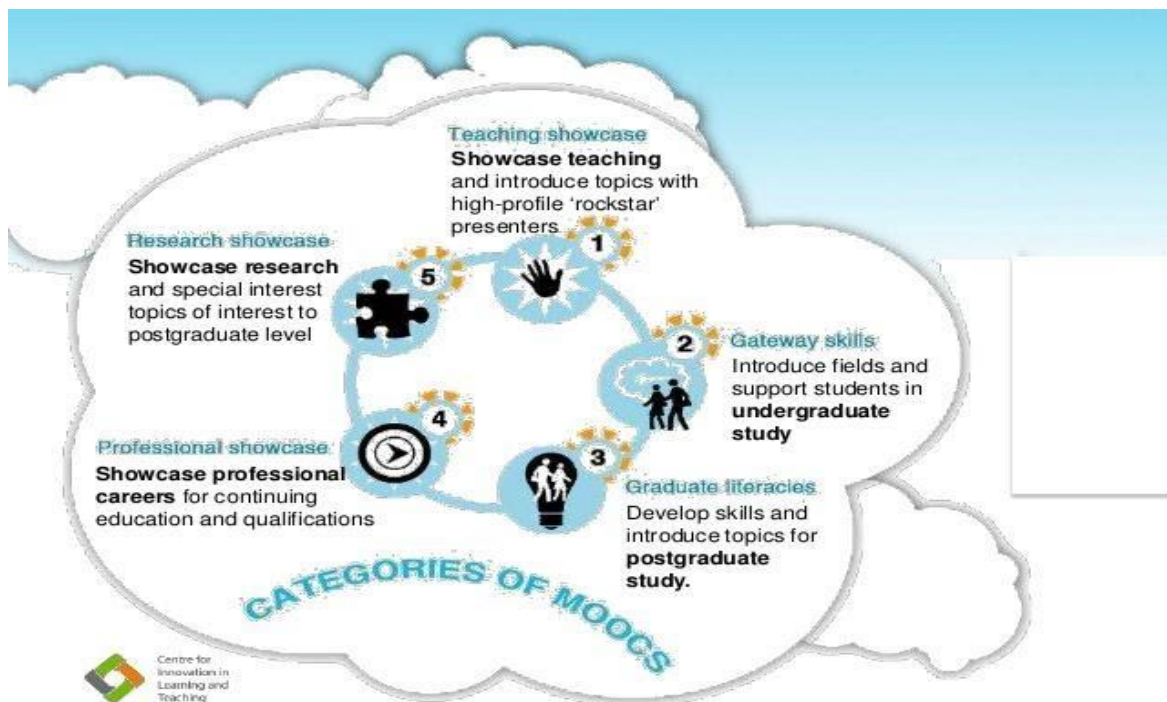 Teaching showcase
Showcase teaching
and introduce topics with
high-profile ‘rockstar’
presenters
1
Research showcase
Showcase research
and special interest
topics of interest to
postgraduate level
5
2
Gateway skills
Introduce fields and
support students in
undergraduate
study
4
Professional showcase
Showcase professional
careers for continuing
education and qualifications
3
Graduate literacies
Develop skills and
introduce topics for
postgraduate
study.
CATEGORIES OF MOOCS
Centre for
Innovation in
Learning and
Teaching